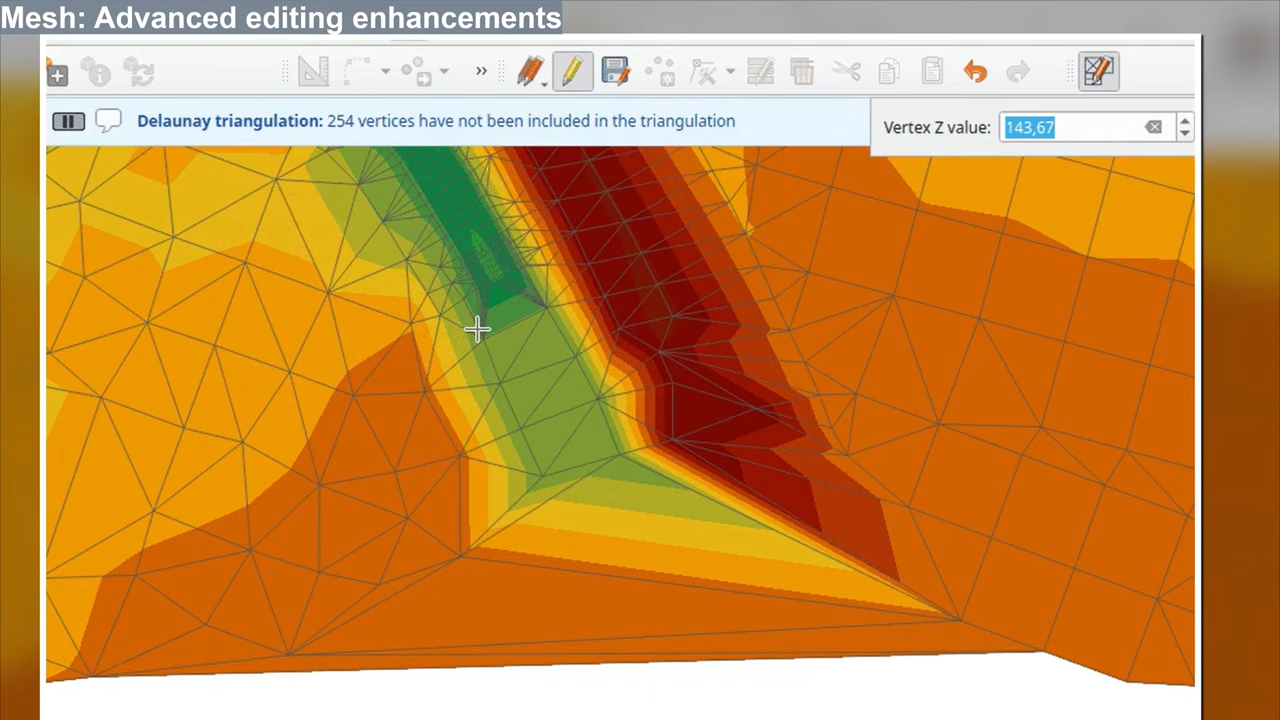 Mesh: Advanced editing enhancements
»
Delaunay triangulation: 254 vertices have not been included in the triangulation
Vertex Z value: 143,67